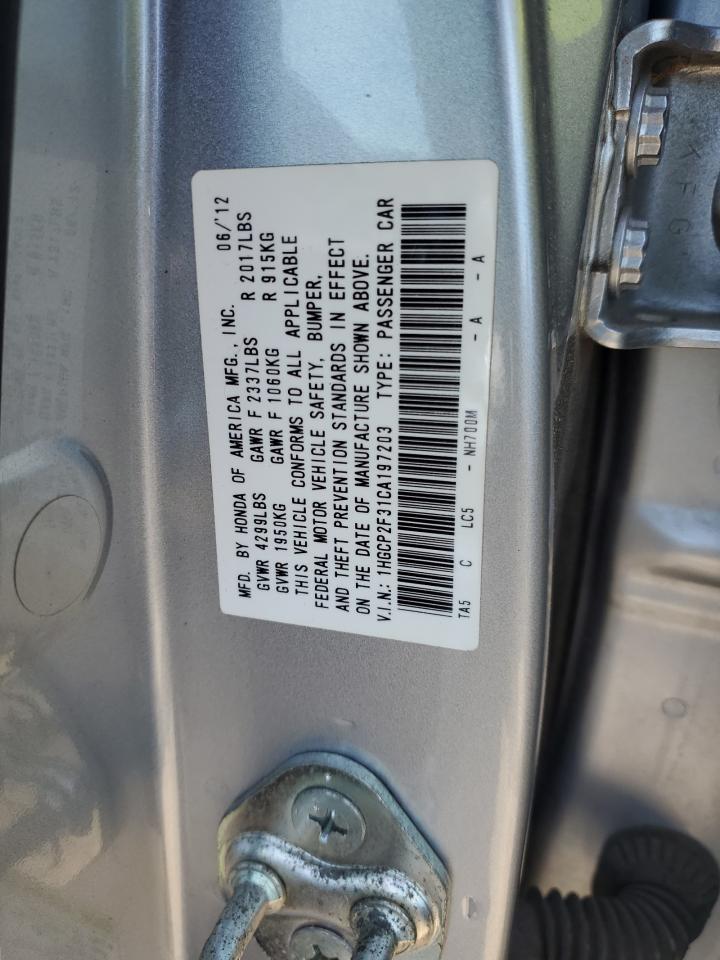 MFD. BY HONDA OF AMERICA MFG., INC. 06/'12
GVWR 4299LBS GAWR F 2337LBS R 2017LBS
GVWR 1950KG GAWR F 1060KG R 915KG
THIS VEHICLE CONFORMS TO ALL APPLICABLE
FEDERAL MOTOR VEHICLE SAFETY, BUMPER,
AND THEFT PREVENTION STANDARDS IN EFFECT
ON THE DATE OF MANUFACTURE SHOWN ABOVE.
V.I.N.: 1HGCP2F31CA197203 TYPE: PASSENGER CAR
TA5 C LC5 - NH700M - A - A
XFG